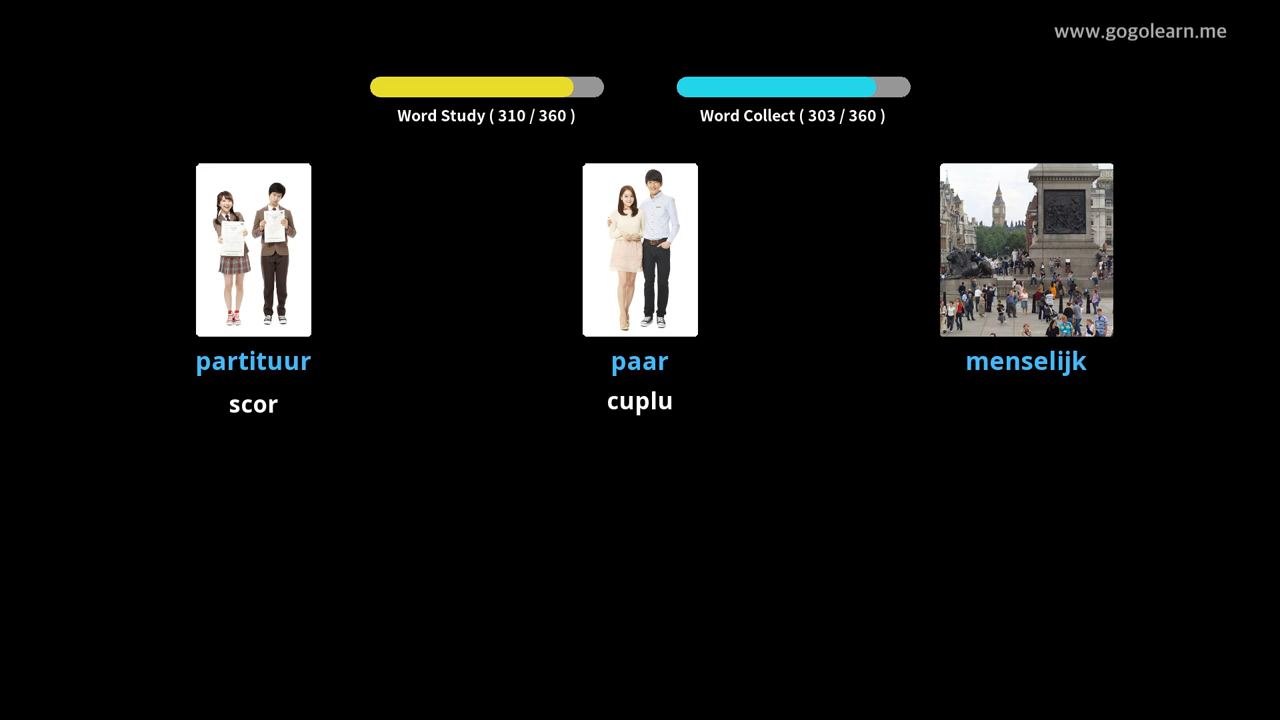 www.gogolearn.me
Word Study ( 310 / 360 )
Word Collect ( 303 / 360 )
partituur
paar
menselijk
scor
cuplu